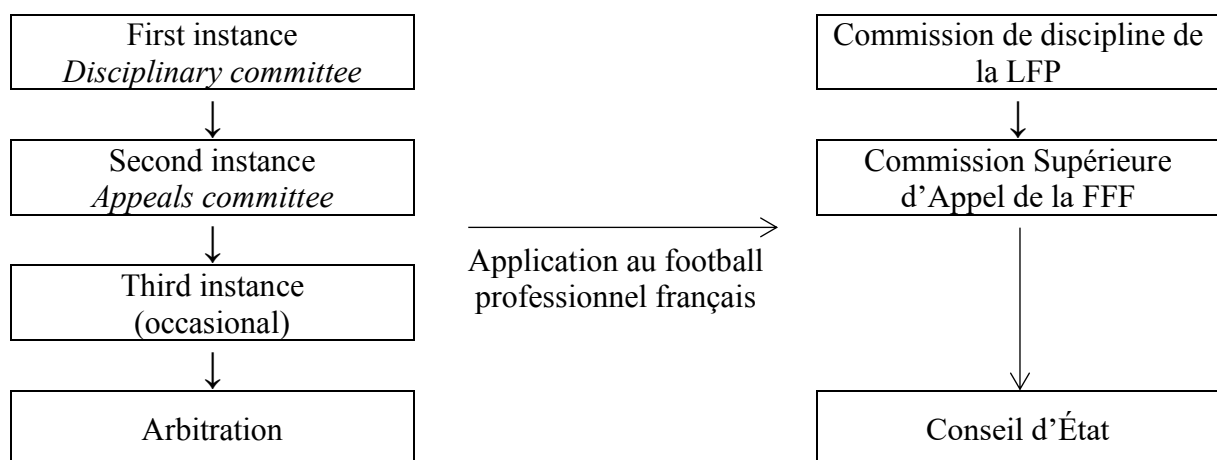 First instance
Disciplinary committee
Second instance
Appeals committee
Third instance
(occasional)
Arbitration
Application au football
professionnel français
Commission de discipline de
la LFP
Commission Supérieure
d’Appel de la FFF
Conseil d’État